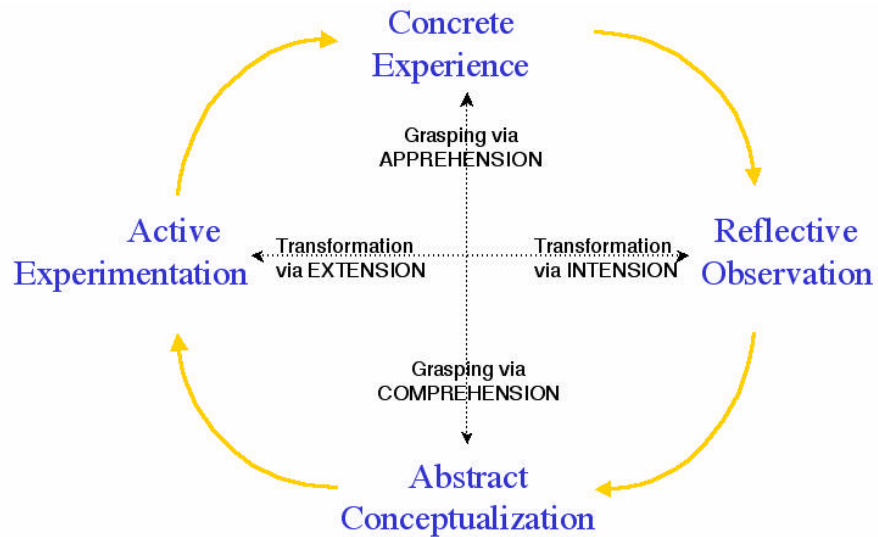 Concrete
Experience
Grasping via
APPREHENSION
Active
Experimentation
Transformation
via EXTENSION
Transformation
via INTENSION
Reflective
Observation
Grasping via
COMPREHENSION
Abstract
Conceptualization